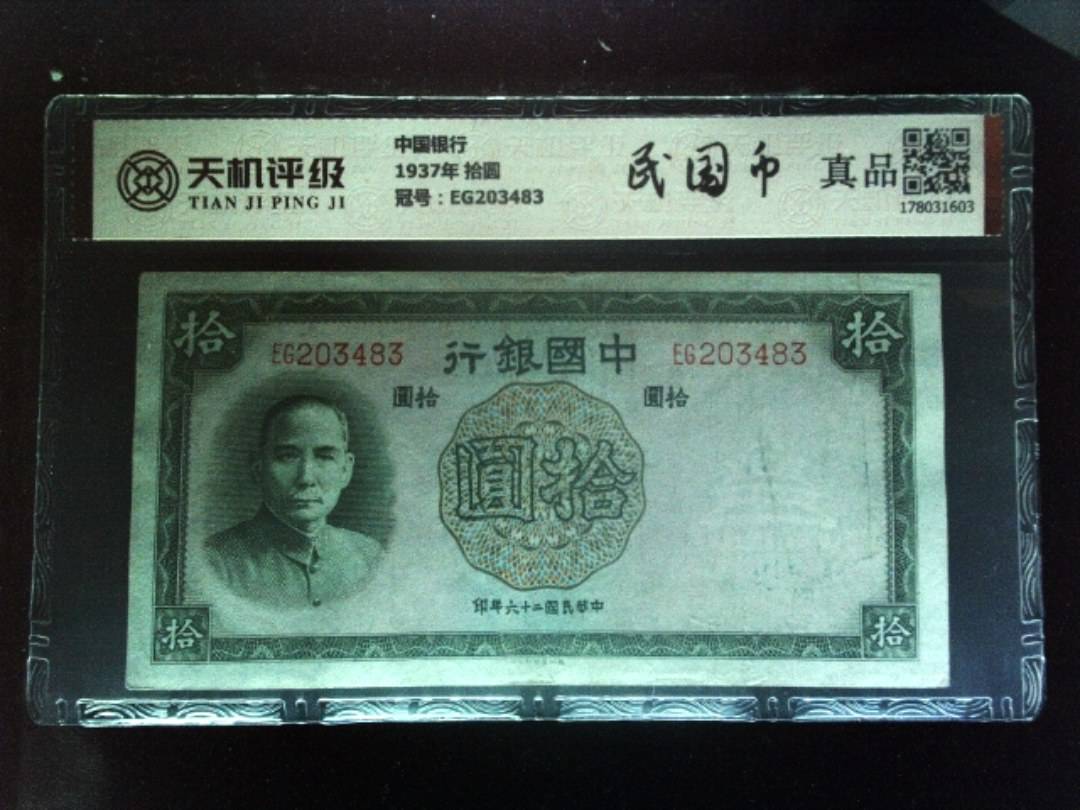 天机评级
TIAN JI PING JI
中国银行
1937年 拾圓
冠号：EG203483
民国币
真品
178031603
拾
拾
EG203483
行銀國中
EG203483
圓拾
圓拾
圓拾
印年六十二國民華中
拾
拾